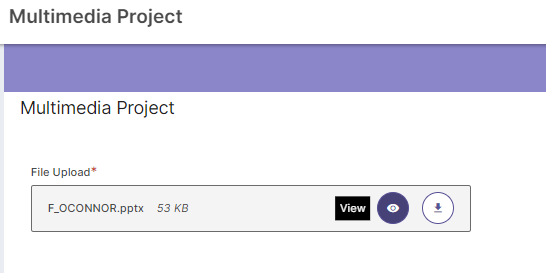 Multimedia Project
Multimedia Project
File Upload*
F_OCONNOR.pptx 53 KB View